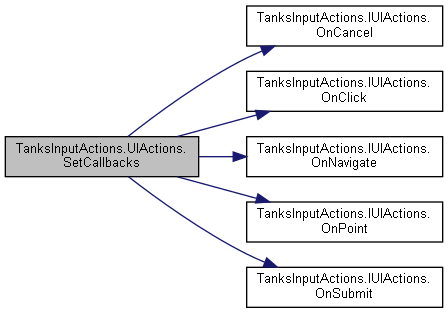 TanksInputActions.UIActions.
SetCallbacks
TanksInputActions.IUIActions.
OnCancel
TanksInputActions.IUIActions.
OnClick
TanksInputActions.IUIActions.
OnNavigate
TanksInputActions.IUIActions.
OnPoint
TanksInputActions.IUIActions.
OnSubmit